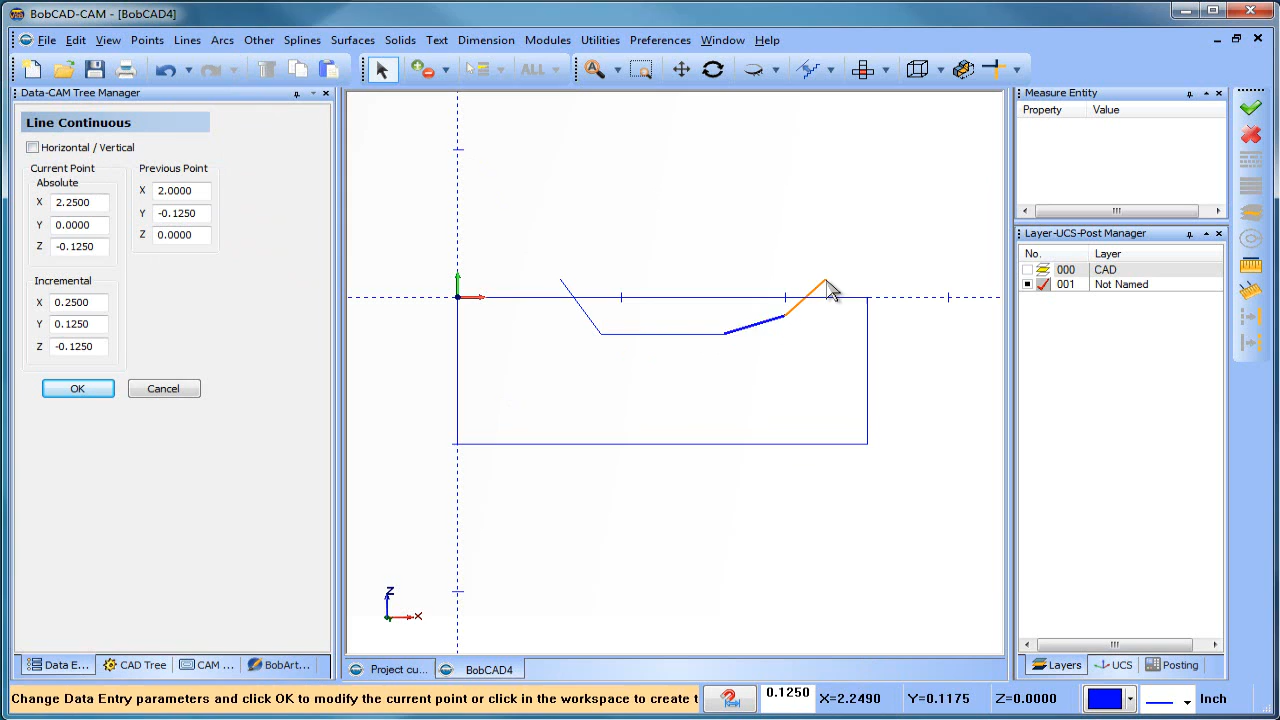 BobCAD-CAM - [BobCAD4]
File Edit View Points Lines Arcs Other Splines Surfaces Solids Text Dimension Modules Utilities Preferences Window Help
ALL
Data-CAM Tree Manager
Line Continuous
Horizontal / Vertical
Current Point
Absolute
X 2.2500
Y 0.0000
Z -0.1250
Previous Point
X 2.0000
Y -0.1250
Z 0.0000
Incremental
X 0.2500
Y 0.1250
Z -0.1250
OK Cancel
Z
X
Measure Entity
Property Value
Layer-UCS-Post Manager
No. Layer
000 CAD
001 Not Named
Data E... CAD Tree CAM ... BobArt...
Project cu... BobCAD4
Layers UCS Posting
Change Data Entry parameters and click OK to modify the current point or click in the workspace to create t 0.1250 X=2.2490 Y=0.1175 Z=0.0000 Inch